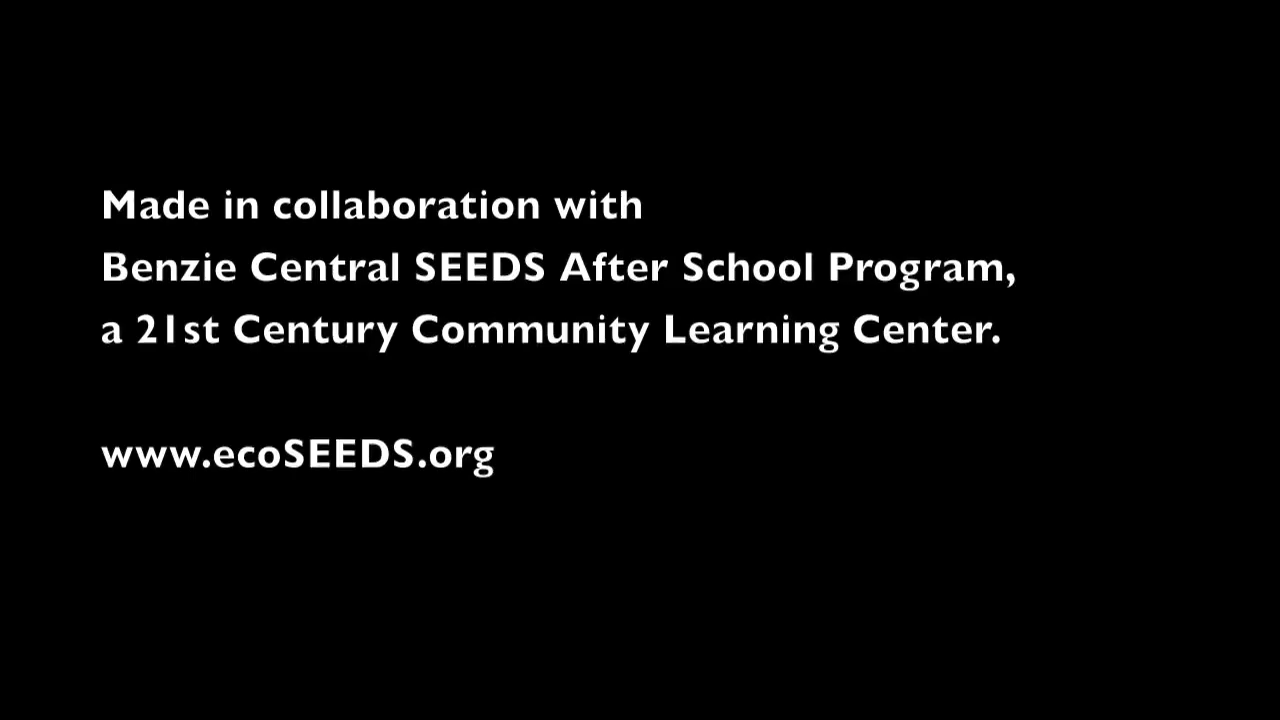 Made in collaboration with
Benzie Central SEEDS After School Program,
a 21st Century Community Learning Center.
www.ecoSEEDS.org